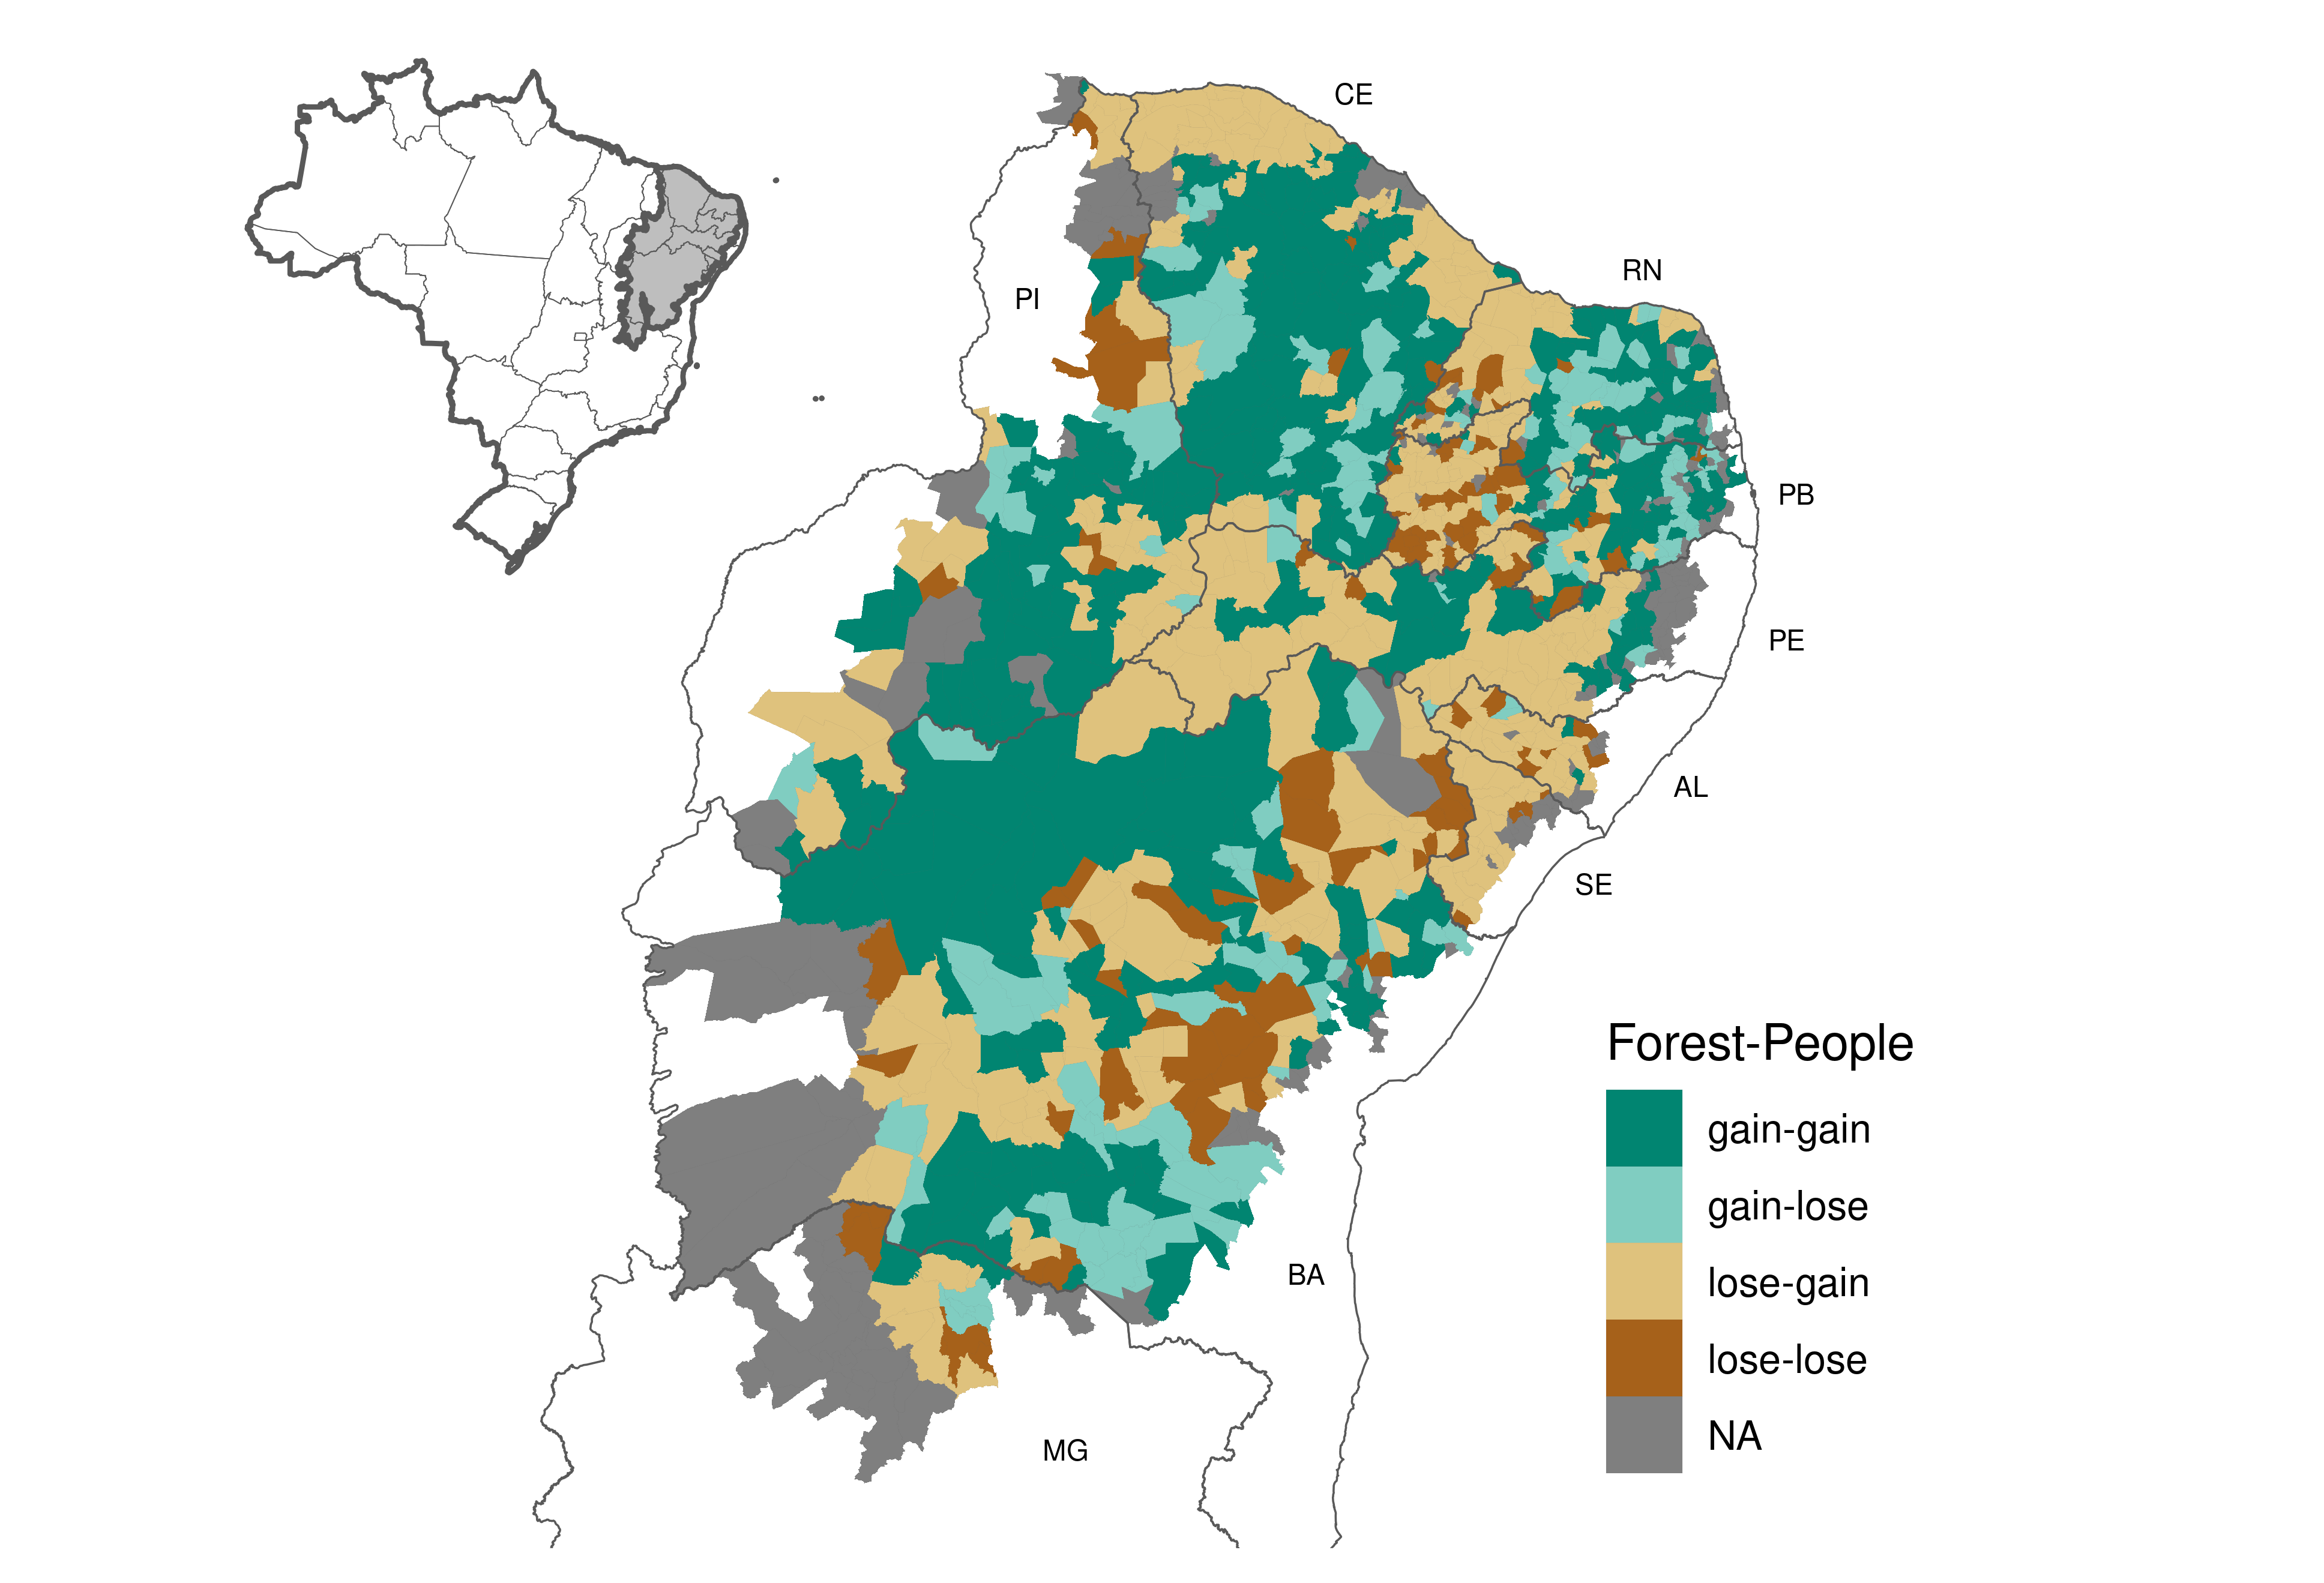 CE
RN
PI
PB
PE
AL
SE
BA
MG
Forest-People
gain-gain
gain-lose
lose-gain
lose-lose
NA